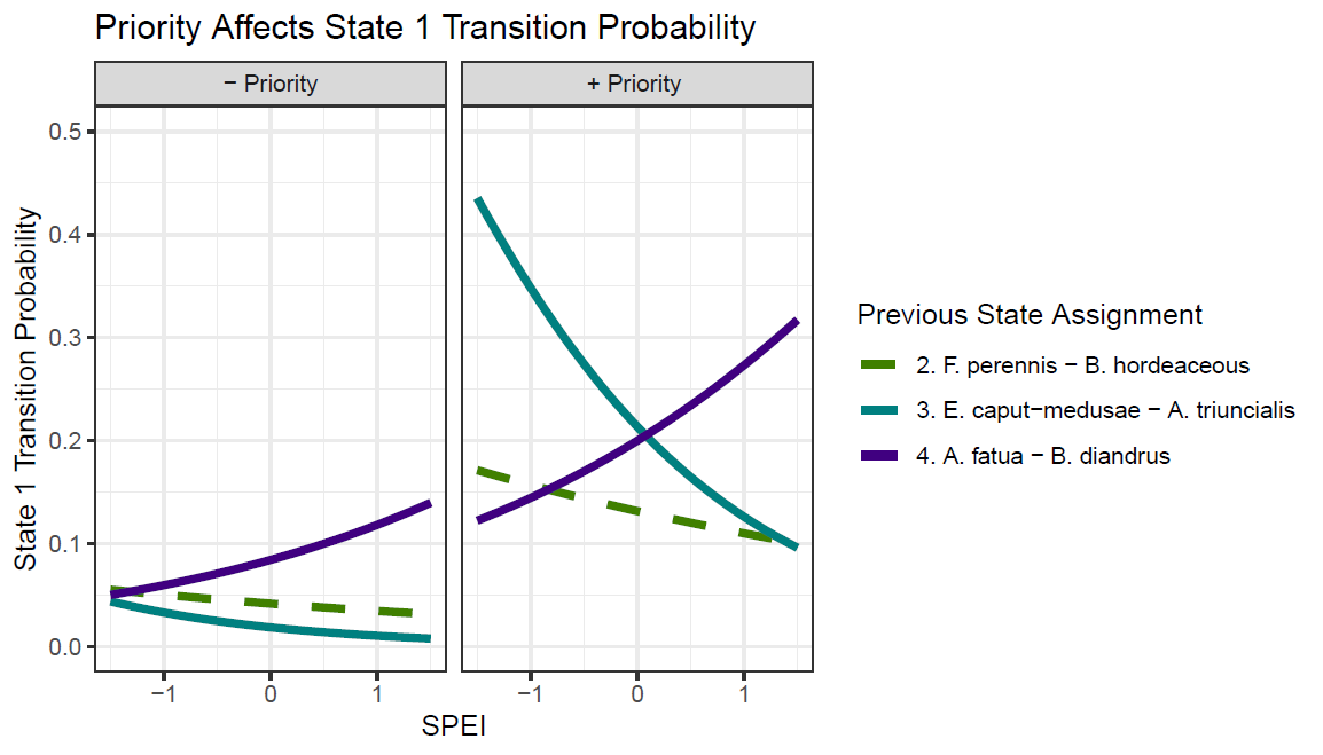 Priority Affects State 1 Transition Probability
− Priority
+ Priority
State 1 Transition Probability
0.5
0.4
0.3
0.2
0.1
0.0
−1 0 1
−1 0 1
SPEI
Previous State Assignment
2. F. perennis − B. hordeaceous
3. E. caput−medusae − A. triuncialis
4. A. fatua − B. diandrus